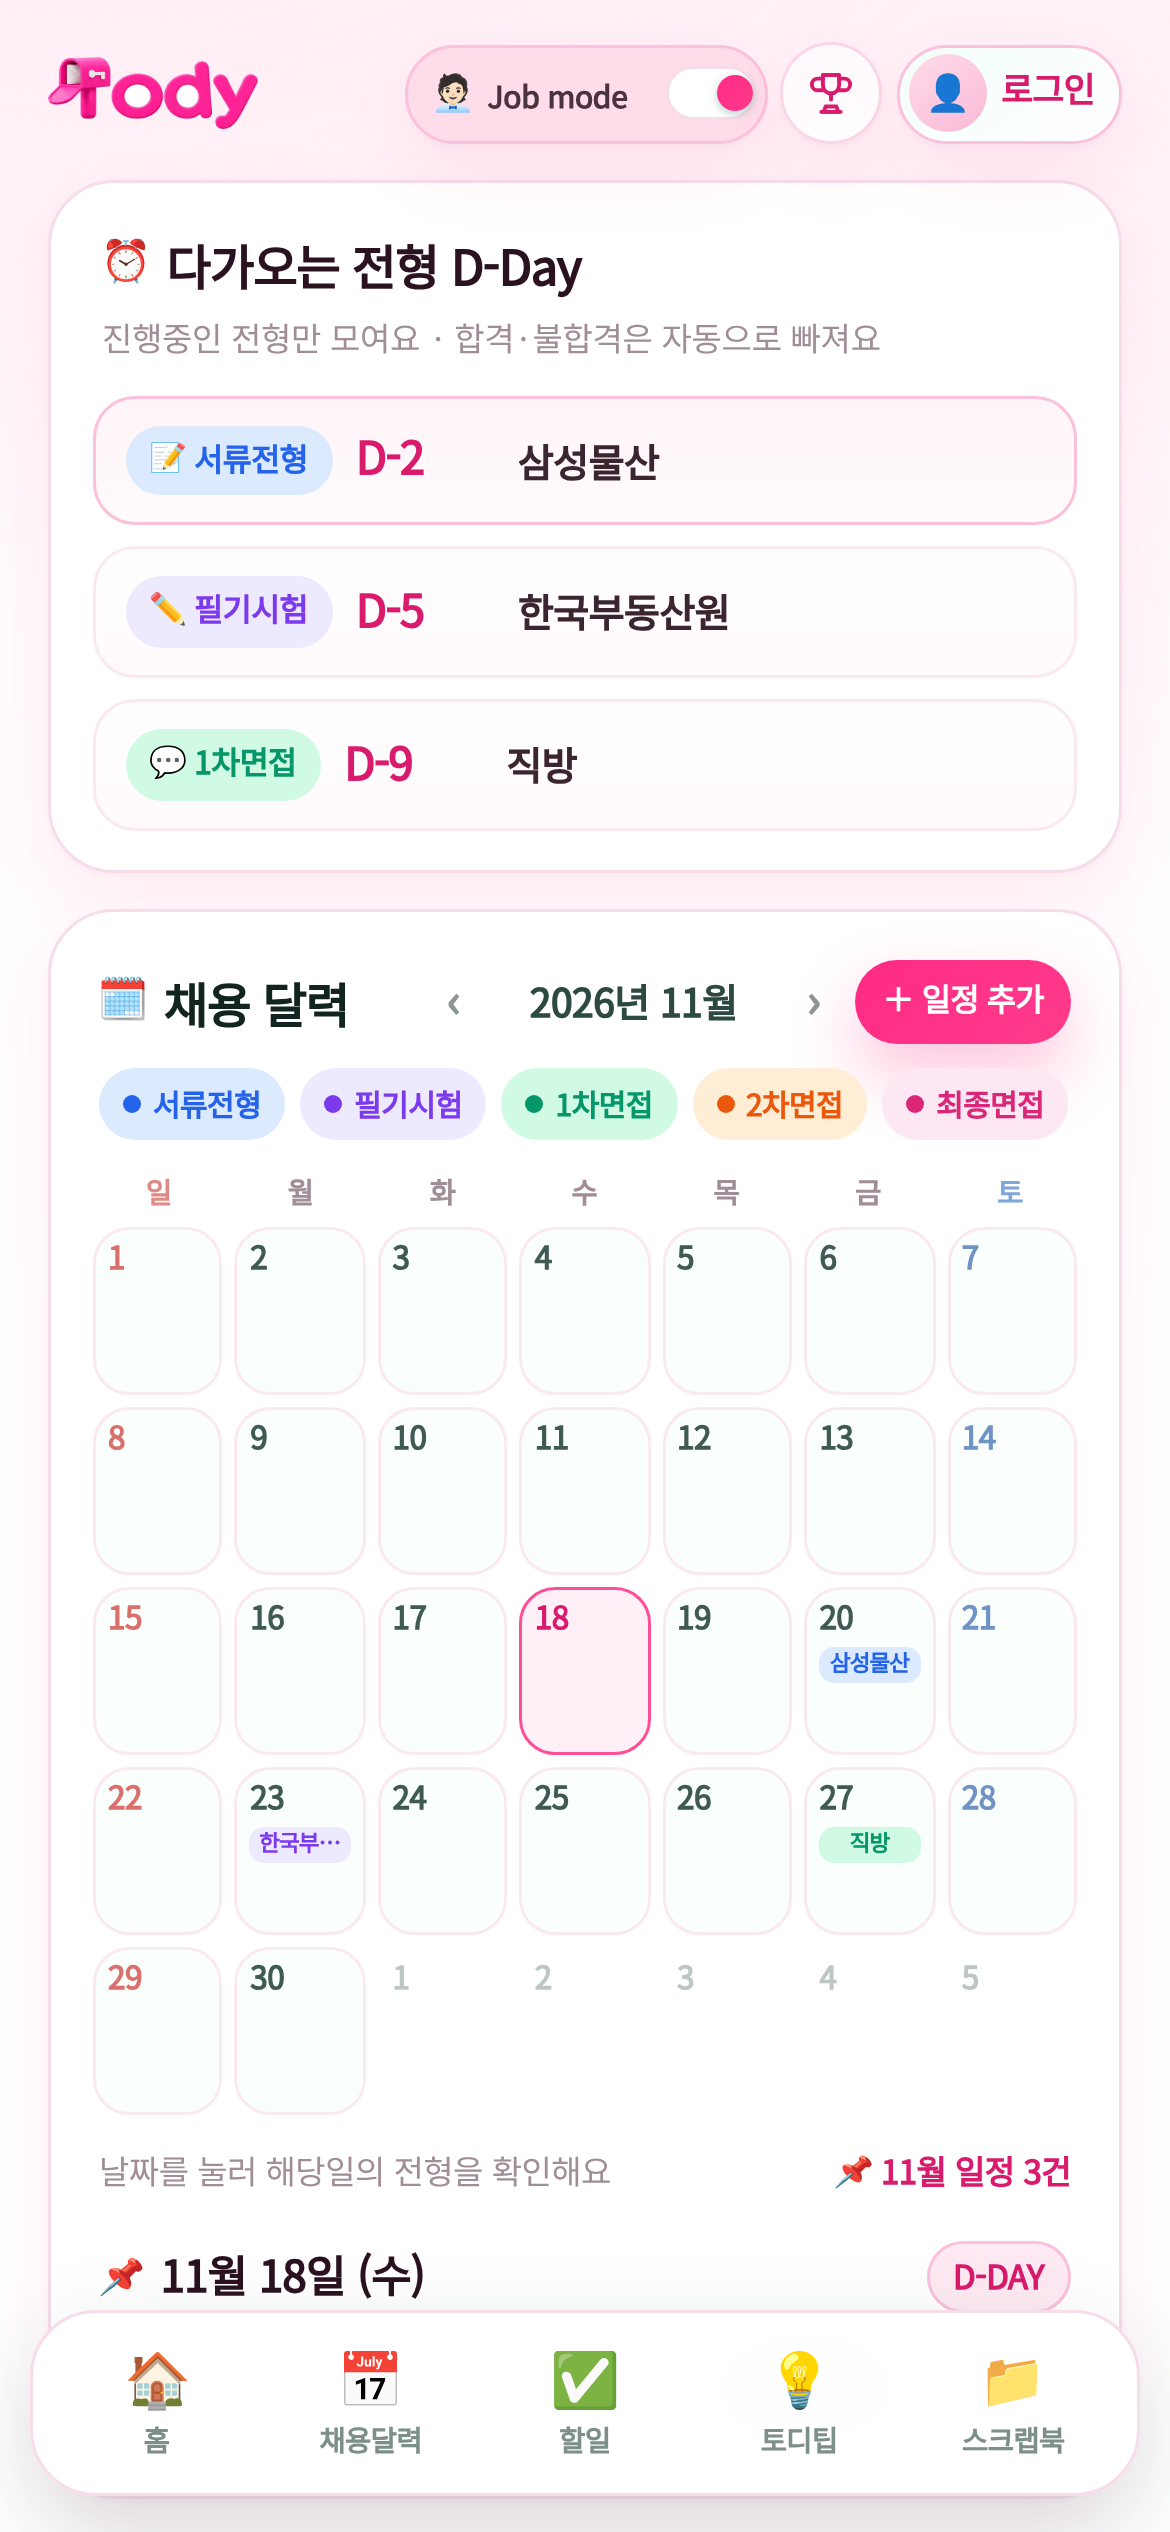 Tody
Job mode
로그인
다가오는 전형 D-Day
진행중인 전형만 모여요 · 합격·불합격은 자동으로 빠져요
서류전형 D-2 삼성물산
필기시험 D-5 한국부동산원
1차면접 D-9 직방
채용 달력 ‹ 2026년 11월 › + 일정 추가
서류전형 필기시험 1차면접 2차면접 최종면접
일 월 화 수 목 금 토
1 2 3 4 5 6 7
8 9 10 11 12 13 14
15 16 17 18 19 20 21
삼성물산
22 23 24 25 26 27 28
한국부… 직방
29 30 1 2 3 4 5
날짜를 눌러 해당일의 전형을 확인해요 11월 일정 3건
11월 18일 (수) D-DAY
July
17
홈 채용달력 할일 토디팁 스크랩북